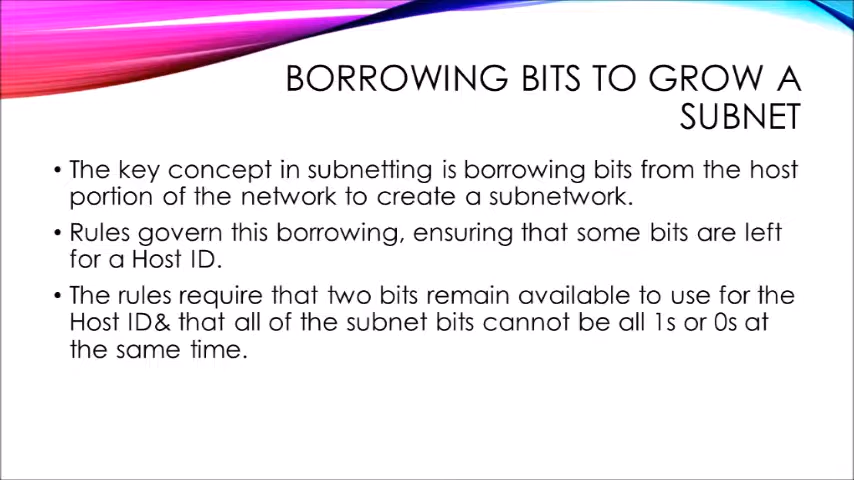 BORROWING BITS TO GROW A
SUBNET
• The key concept in subnetting is borrowing bits from the host
portion of the network to create a subnetwork.
• Rules govern this borrowing, ensuring that some bits are left
for a Host ID.
• The rules require that two bits remain available to use for the
Host ID& that all of the subnet bits cannot be all 1s or 0s at
the same time.